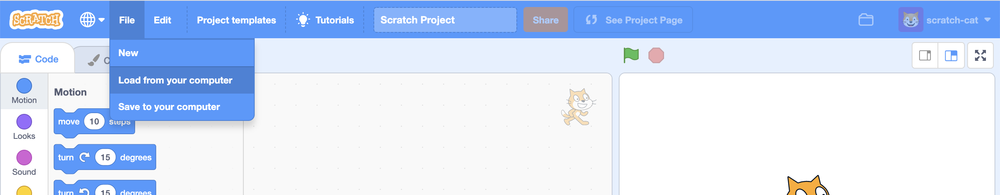 SCRATCH File Edit Project templates Tutorials Scratch Project Share See Project Page scratch-cat
New
Load from your computer
Save to your computer
Code C
Motion
Looks
Sound
Motion
move 10 steps
turn 15 degrees
turn 15 degrees